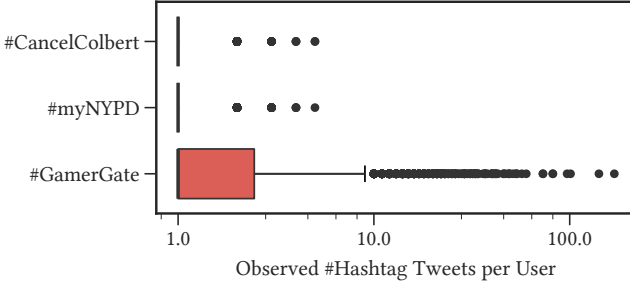 #CancelColbert
#myNYPD
#GamerGate
1.0 10.0 100.0
Observed #Hashtag Tweets per User